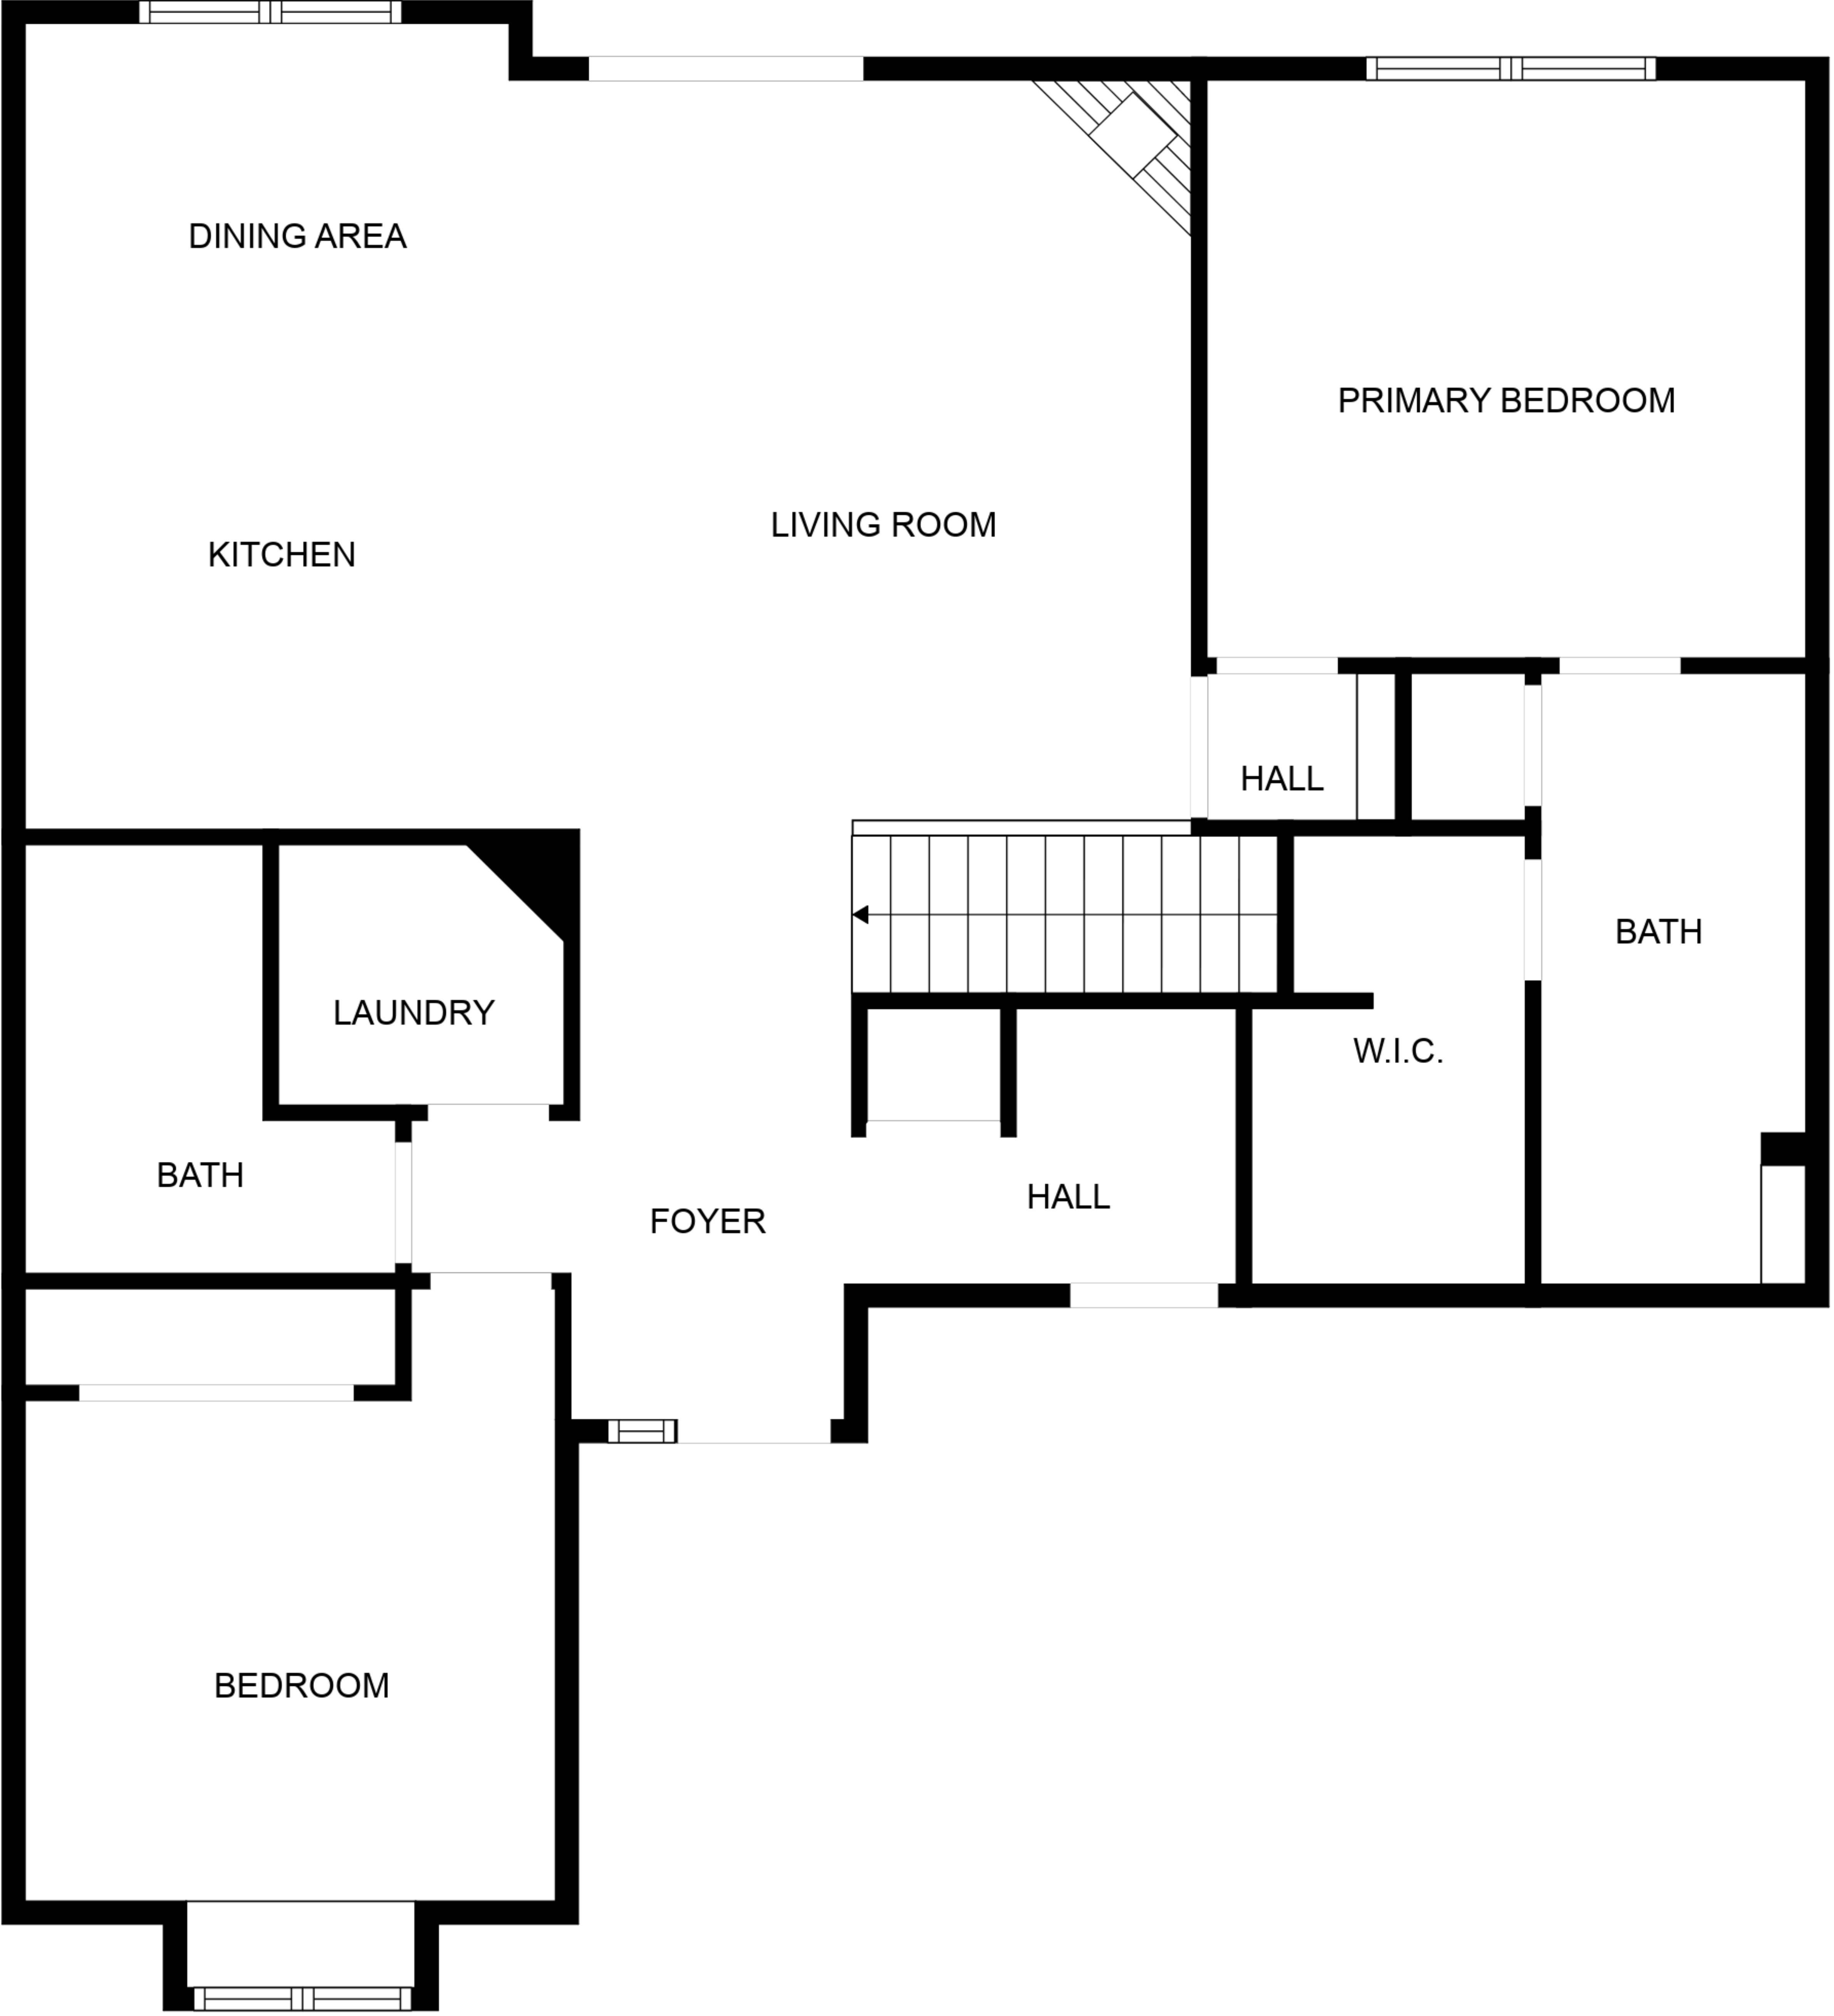 DINING AREA
PRIMARY BEDROOM
LIVING ROOM
KITCHEN
HALL
BATH
LAUNDRY
W.I.C.
BATH
HALL
FOYER
BEDROOM